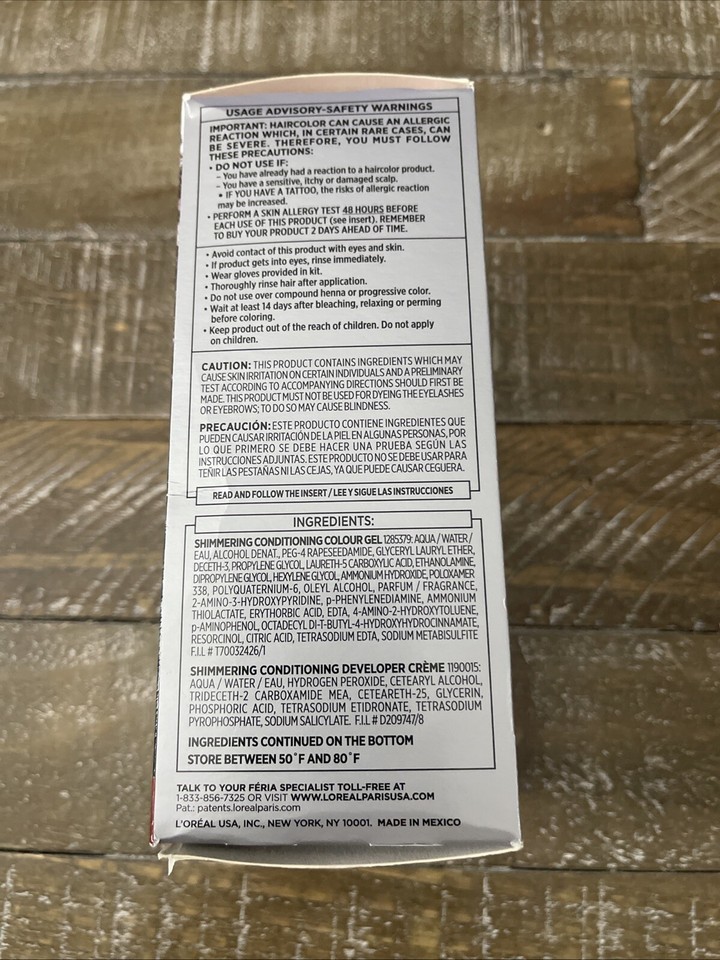 USAGE ADVISORY-SAFETY WARNINGS
IMPORTANT: HAIRCOLOR CAN CAUSE AN ALLERGIC
REACTION WHICH, IN CERTAIN RARE CASES, CAN
BE SEVERE. THEREFORE, YOU MUST FOLLOW
THESE PRECAUTIONS:
• DO NOT USE IF:
– You have already had a reaction to a haircolor product.
– You have a sensitive, itchy or damaged scalp.
• IF YOU HAVE A TATTOO, the risks of allergic reaction
may be increased.
• PERFORM A SKIN ALLERGY TEST 48 HOURS BEFORE
EACH USE OF THIS PRODUCT (see insert). REMEMBER
TO BUY YOUR PRODUCT 2 DAYS AHEAD OF TIME.
• Avoid contact of this product with eyes and skin.
• If product gets into eyes, rinse immediately.
• Wear gloves provided in kit.
• Thoroughly rinse hair after application.
• Do not use over compound henna or progressive color.
• Wait at least 14 days after bleaching, relaxing or perming
before coloring.
• Keep product out of the reach of children. Do not apply
on children.
CAUTION: THIS PRODUCT CONTAINS INGREDIENTS WHICH MAY
CAUSE SKIN IRRITATION ON CERTAIN INDIVIDUALS AND A PRELIMINARY
TEST ACCORDING TO ACCOMPANYING DIRECTIONS SHOULD FIRST BE
MADE. THIS PRODUCT MUST NOT BE USED FOR DYEING THE EYELASHES
OR EYEBROWS; TO DO SO MAY CAUSE BLINDNESS.
PRECAUCIÓN: ESTE PRODUCTO CONTIENE INGREDIENTES QUE
PUEDEN CAUSAR IRRITACIÓN DE LA PIEL EN ALGUNAS PERSONAS, POR
LO QUE PRIMERO SE DEBE HACER UNA PRUEBA SEGÚN LAS
INSTRUCCIONES ADJUNTAS. ESTE PRODUCTO NO SE DEBE USAR PARA
TEÑIR LAS PESTAÑAS NI LAS CEJAS, YA QUE PUEDE CAUSAR CEGUERA.
READ AND FOLLOW THE INSERT / LEE Y SIGUE LAS INSTRUCCIONES
INGREDIENTS:
SHIMMERING CONDITIONING COLOUR GEL 1285379: AQUA / WATER /
EAU, ALCOHOL DENAT., PEG-4 RAPESEEDAMIDE, GLYCERYL LAURYL ETHER,
DECETH-3, PROPYLENE GLYCOL, LAURETH-5 CARBOXYLIC ACID, ETHANOLAMINE,
DIPROPYLENE GLYCOL, HEXYLENE GLYCOL, AMMONIUM HYDROXIDE, POLOXAMER
338, POLYQUATERNIUM-6, OLEYL ALCOHOL, PARFUM / FRAGRANCE,
2-AMINO-3-HYDROXYPYRIDINE, p-PHENYLENEDIAMINE, AMMONIUM
THIOLACTATE, ERYTHORBIC ACID, EDTA, 4-AMINO-2-HYDROXYTOLUENE,
p-AMINOPHENOL, OCTADECYL DI-T-BUTYL-4-HYDROXYHYDROCINNAMATE,
RESORCINOL, CITRIC ACID, TETRASODIUM EDTA, SODIUM METABISULFITE
F.I.L # T70032426/1
SHIMMERING CONDITIONING DEVELOPER CRÈME 1190015:
AQUA / WATER / EAU, HYDROGEN PEROXIDE, CETEARYL ALCOHOL,
TRIDECETH-2 CARBOXAMIDE MEA, CETEARETH-25, GLYCERIN,
PHOSPHORIC ACID, TETRASODIUM ETIDRONATE, TETRASODIUM
PYROPHOSPHATE, SODIUM SALICYLATE. F.I.L # D209747/8
INGREDIENTS CONTINUED ON THE BOTTOM
STORE BETWEEN 50˚F AND 80˚F
TALK TO YOUR FÉRIA SPECIALIST TOLL-FREE AT
1-833-856-7325 OR VISIT WWW.LOREALPARISUSA.COM
Pat.: patents.lorealparis.com
L'ORÉAL USA, INC., NEW YORK, NY 10001. MADE IN MEXICO